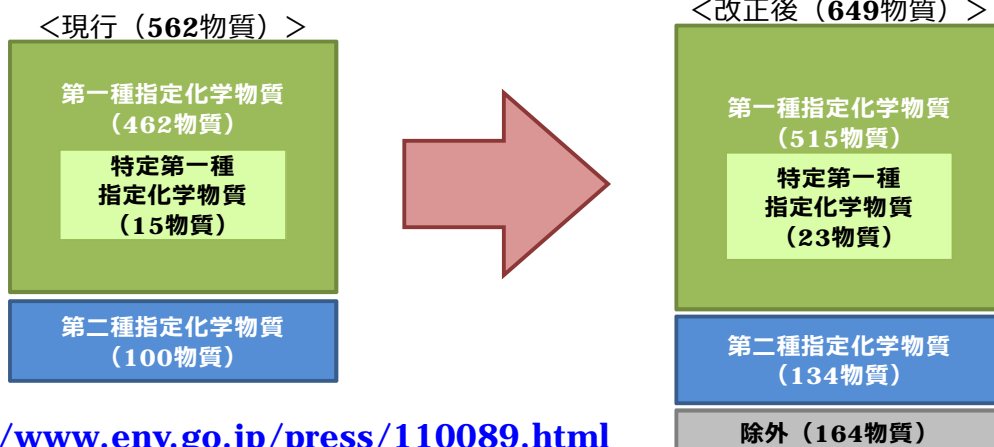 ＜現行（562物質）＞
第一種指定化学物質
（462物質）
特定第一種
指定化学物質
（15物質）
第二種指定化学物質
（100物質）
＜改正後（649物質）＞
第一種指定化学物質
（515物質）
特定第一種
指定化学物質
（23物質）
第二種指定化学物質
（134物質）
除外（164物質）
/www.env.go.jp/press/110089.html